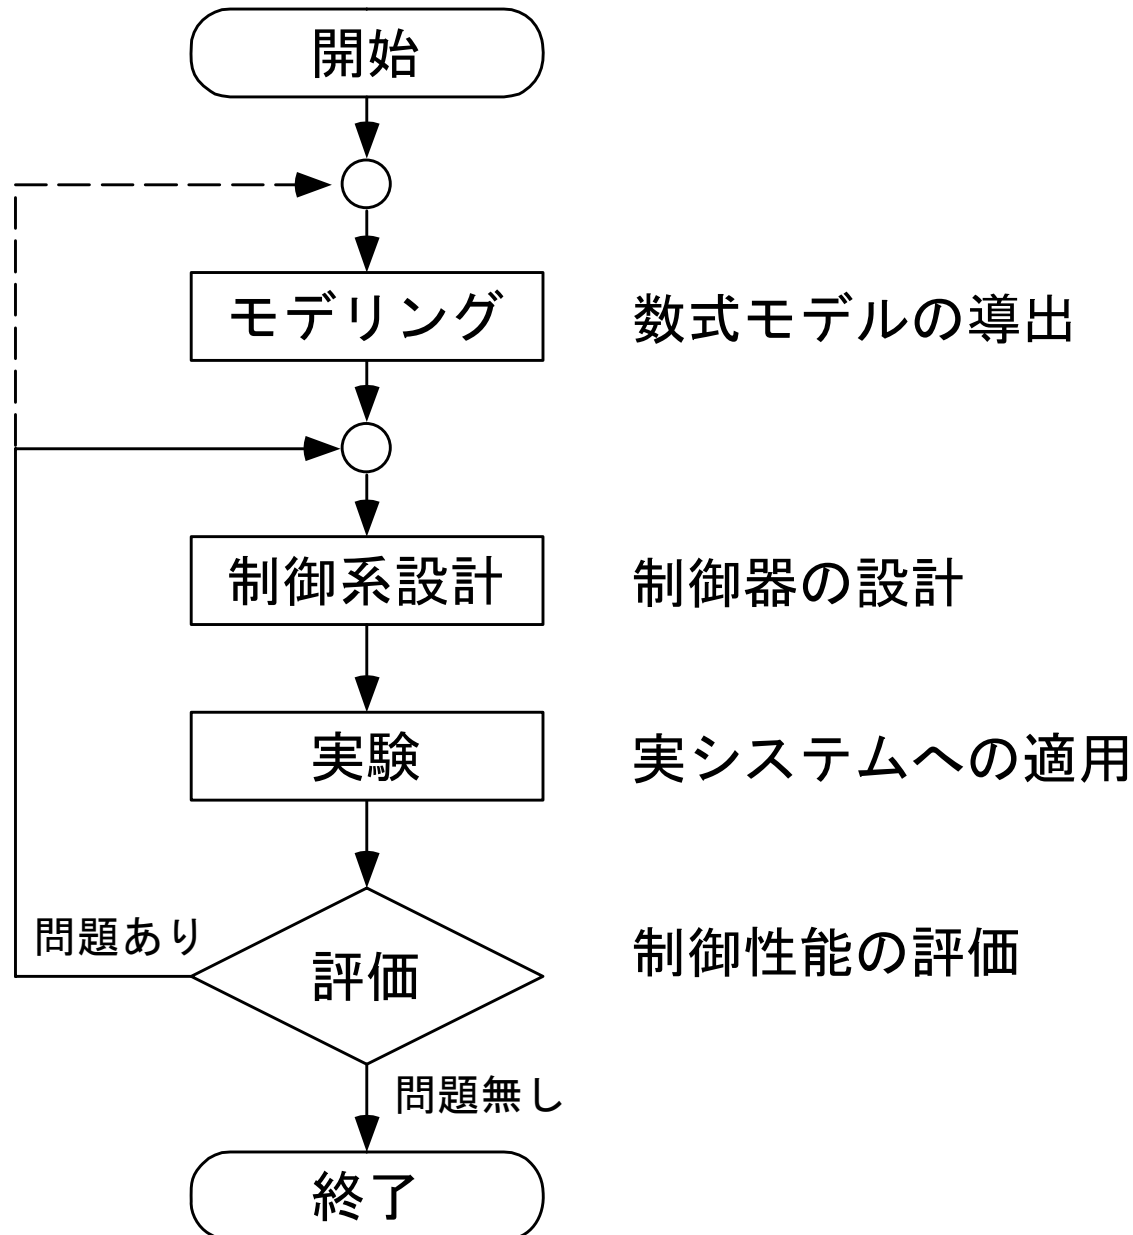 開始
モデリング
数式モデルの導出
制御系設計
制御器の設計
実験
実システムへの適用
問題あり
評価
制御性能の評価
問題無し
終了